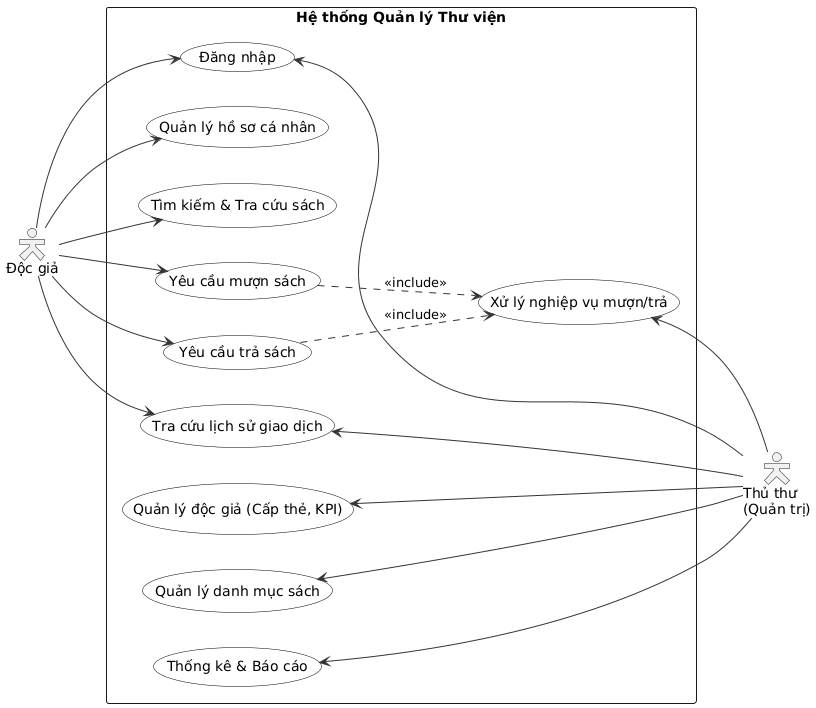 Hệ thống Quản lý Thư viện
Đăng nhập
Quản lý hồ sơ cá nhân
Tìm kiếm & Tra cứu sách
Độc giả
Yêu cầu mượn sách
«include»
Xử lý nghiệp vụ mượn/trả
«include»
Yêu cầu trả sách
Tra cứu lịch sử giao dịch
Thủ thư
(Quản trị)
Quản lý độc giả (Cấp thẻ, KPI)
Quản lý danh mục sách
Thống kê & Báo cáo